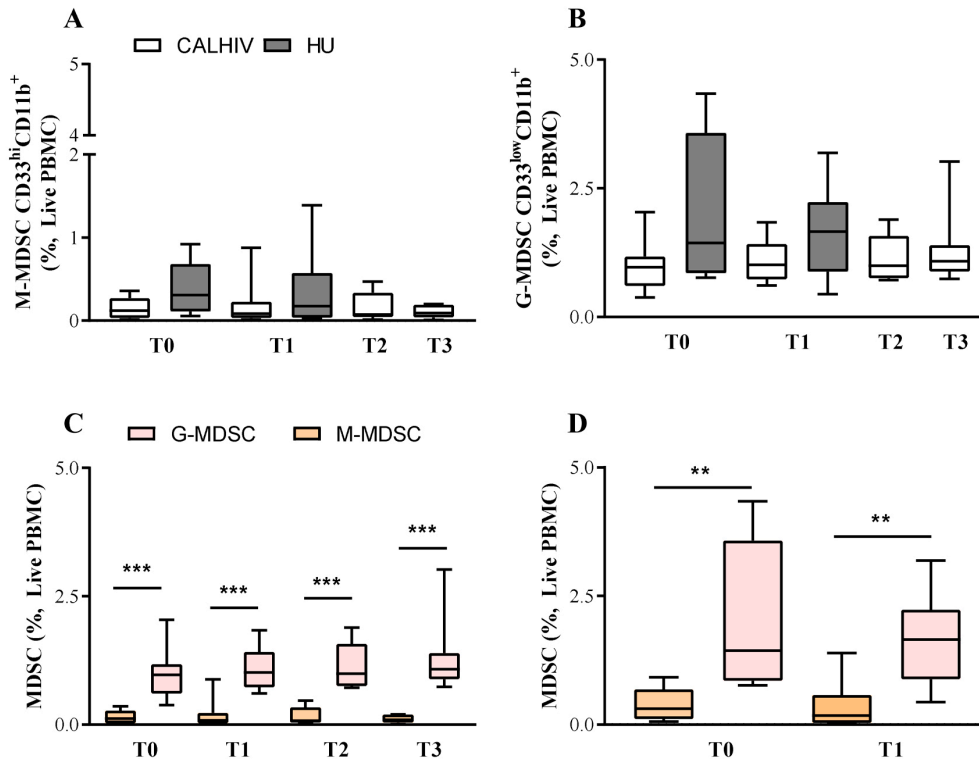 A
CALHIV HU
M-MDSC CD33hiCD11b+
(%, Live PBMC)
5
4
2
1
0
T0 T1 T2 T3
B
G-MDSC CD33lowCD11b+
(%, Live PBMC)
5.0
2.5
0.0
T0 T1 T2 T3
C
G-MDSC M-MDSC
MDSC (%, Live PBMC)
5.0
2.5
0.0
*** *** *** ***
T0 T1 T2 T3
D
MDSC (%, Live PBMC)
5.0
2.5
0.0
** **
T0 T1